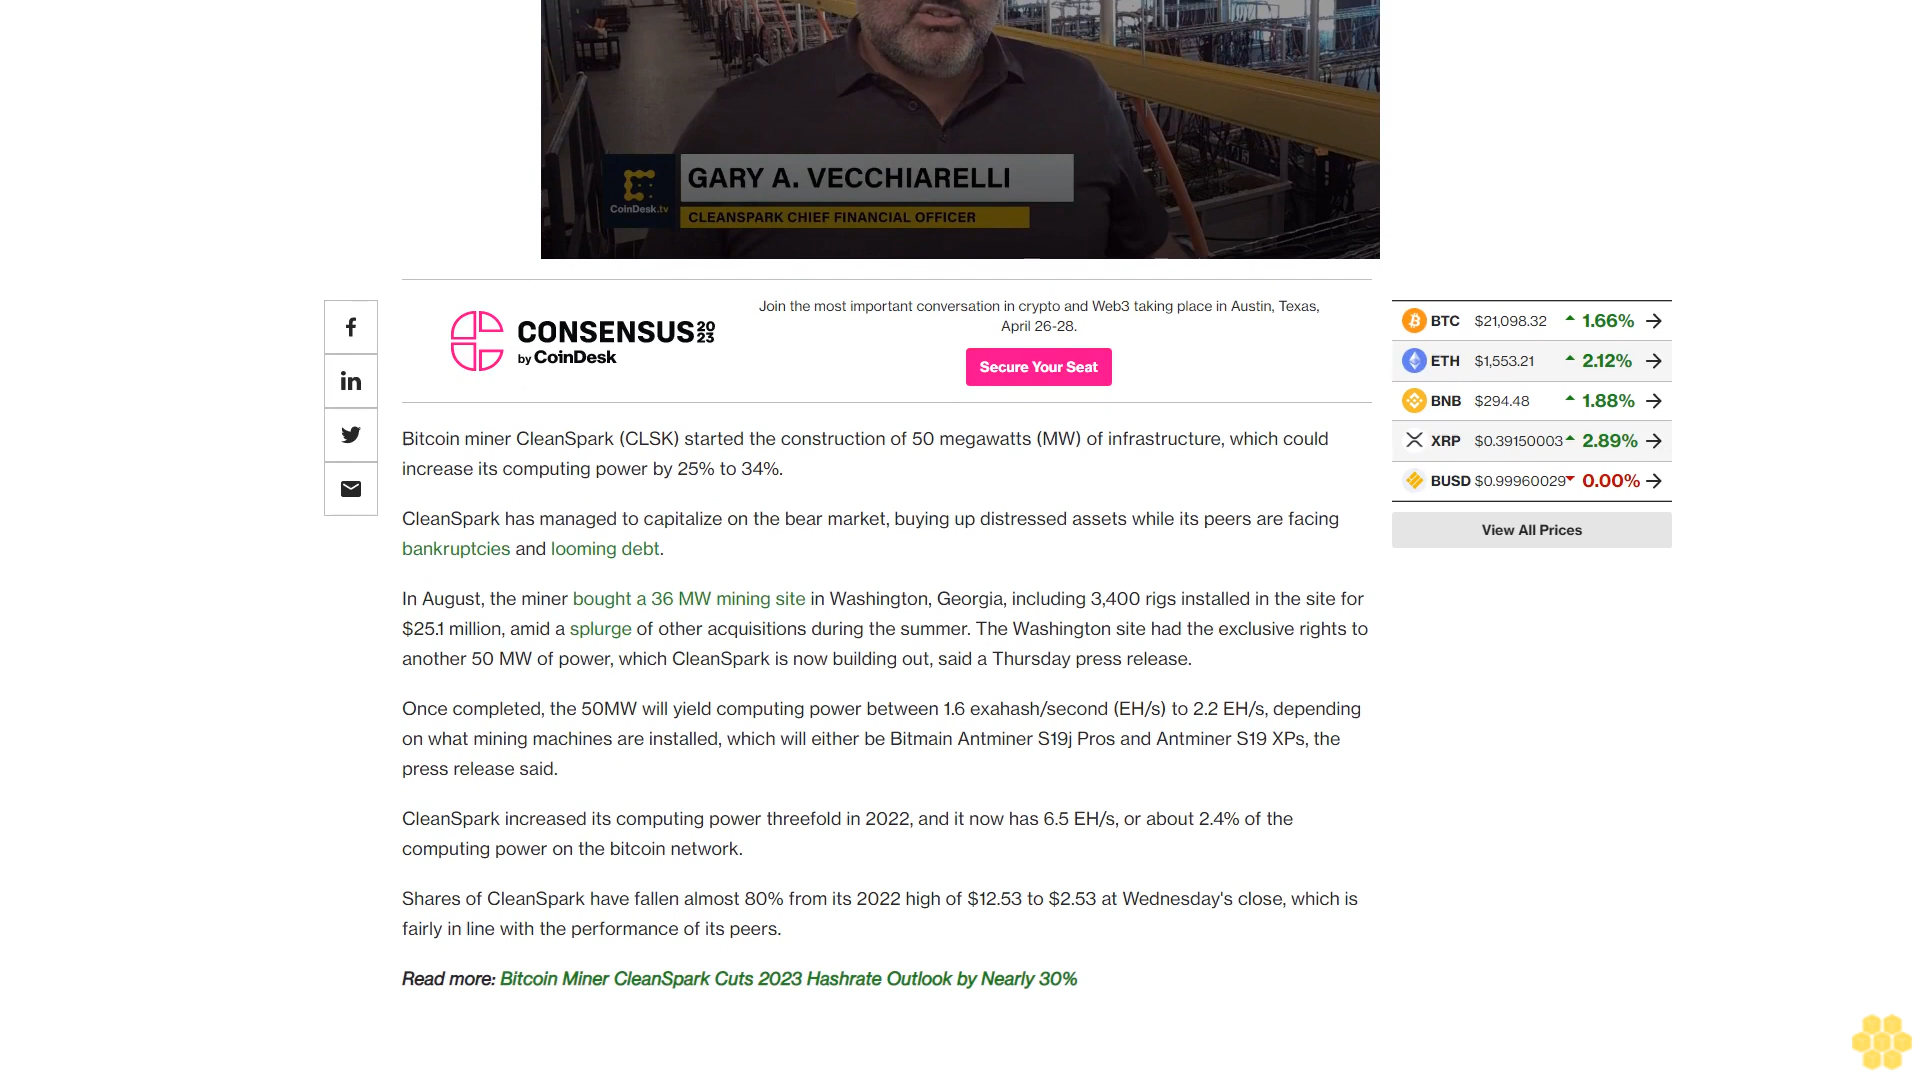 CoinDesk.tv
GARY A. VECCHIARELLI
CLEANSPARK CHIEF FINANCIAL OFFICER
CONSENSUS 20
23
by CoinDesk
Join the most important conversation in crypto and Web3 taking place in Austin, Texas,
April 26-28.
Secure Your Seat
f
in
BTC $21,098.32 1.66%
ETH $1,553.21 2.12%
BNB $294.48 1.88%
XRP $0.39150003 2.89%
BUSD $0.99960029 0.00%
View All Prices
Bitcoin miner CleanSpark (CLSK) started the construction of 50 megawatts (MW) of infrastructure, which could
increase its computing power by 25% to 34%.
CleanSpark has managed to capitalize on the bear market, buying up distressed assets while its peers are facing
bankruptcies and looming debt.
In August, the miner bought a 36 MW mining site in Washington, Georgia, including 3,400 rigs installed in the site for
$25.1 million, amid a splurge of other acquisitions during the summer. The Washington site had the exclusive rights to
another 50 MW of power, which CleanSpark is now building out, said a Thursday press release.
Once completed, the 50MW will yield computing power between 1.6 exahash/second (EH/s) to 2.2 EH/s, depending
on what mining machines are installed, which will either be Bitmain Antminer S19j Pros and Antminer S19 XPs, the
press release said.
CleanSpark increased its computing power threefold in 2022, and it now has 6.5 EH/s, or about 2.4% of the
computing power on the bitcoin network.
Shares of CleanSpark have fallen almost 80% from its 2022 high of $12.53 to $2.53 at Wednesday's close, which is
fairly in line with the performance of its peers.
Read more: Bitcoin Miner CleanSpark Cuts 2023 Hashrate Outlook by Nearly 30%